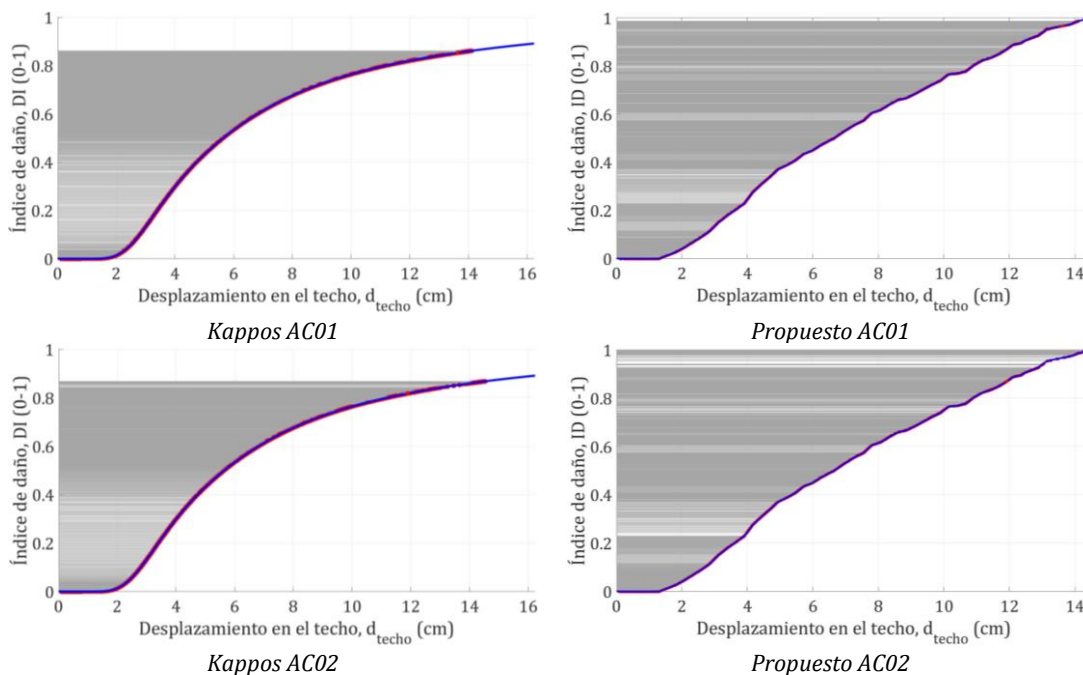 Índice de daño, DI (0-1)
1
0.8
0.6
0.4
0.2
0
0 2 4 6 8 10 12 14 16
Desplazamiento en el techo, d_techo (cm)
Kappos AC01
Índice de daño, ID (0-1)
1
0.8
0.6
0.4
0.2
0
0 2 4 6 8 10 12 14
Desplazamiento en el techo, d_techo (cm)
Propuesto AC01
Índice de daño, DI (0-1)
1
0.8
0.6
0.4
0.2
0
0 2 4 6 8 10 12 14 16
Desplazamiento en el techo, d_techo (cm)
Kappos AC02
Índice de daño, ID (0-1)
1
0.8
0.6
0.4
0.2
0
0 2 4 6 8 10 12 14
Desplazamiento en el techo, d_techo (cm)
Propuesto AC02